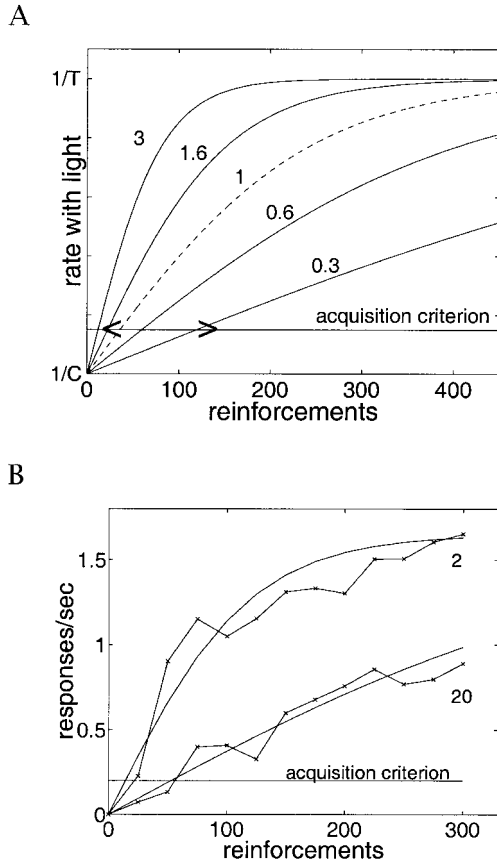 A
1/T
rate with light
1/C
3
1.6
1
0.6
0.3
acquisition criterion
0 100 200 300 400
reinforcements
B
responses/sec
1.5
1
0.5
0
2
20
acquisition criterion
0 100 200 300
reinforcements